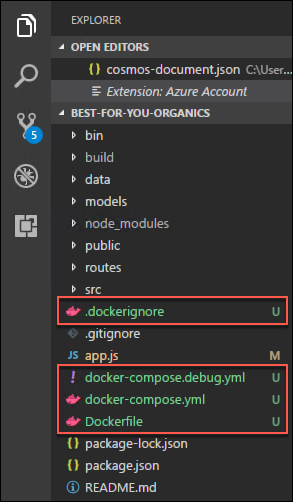 EXPLORER
OPEN EDITORS
{} cosmos-document.json C:\User...
Extension: Azure Account
BEST-FOR-YOU-ORGANICS
bin
build
data
models
node_modules
public
routes
src
.dockerignore U
.gitignore
JS app.js M
! docker-compose.debug.yml U
docker-compose.yml U
Dockerfile U
{} package-lock.json
{} package.json
README.md
5